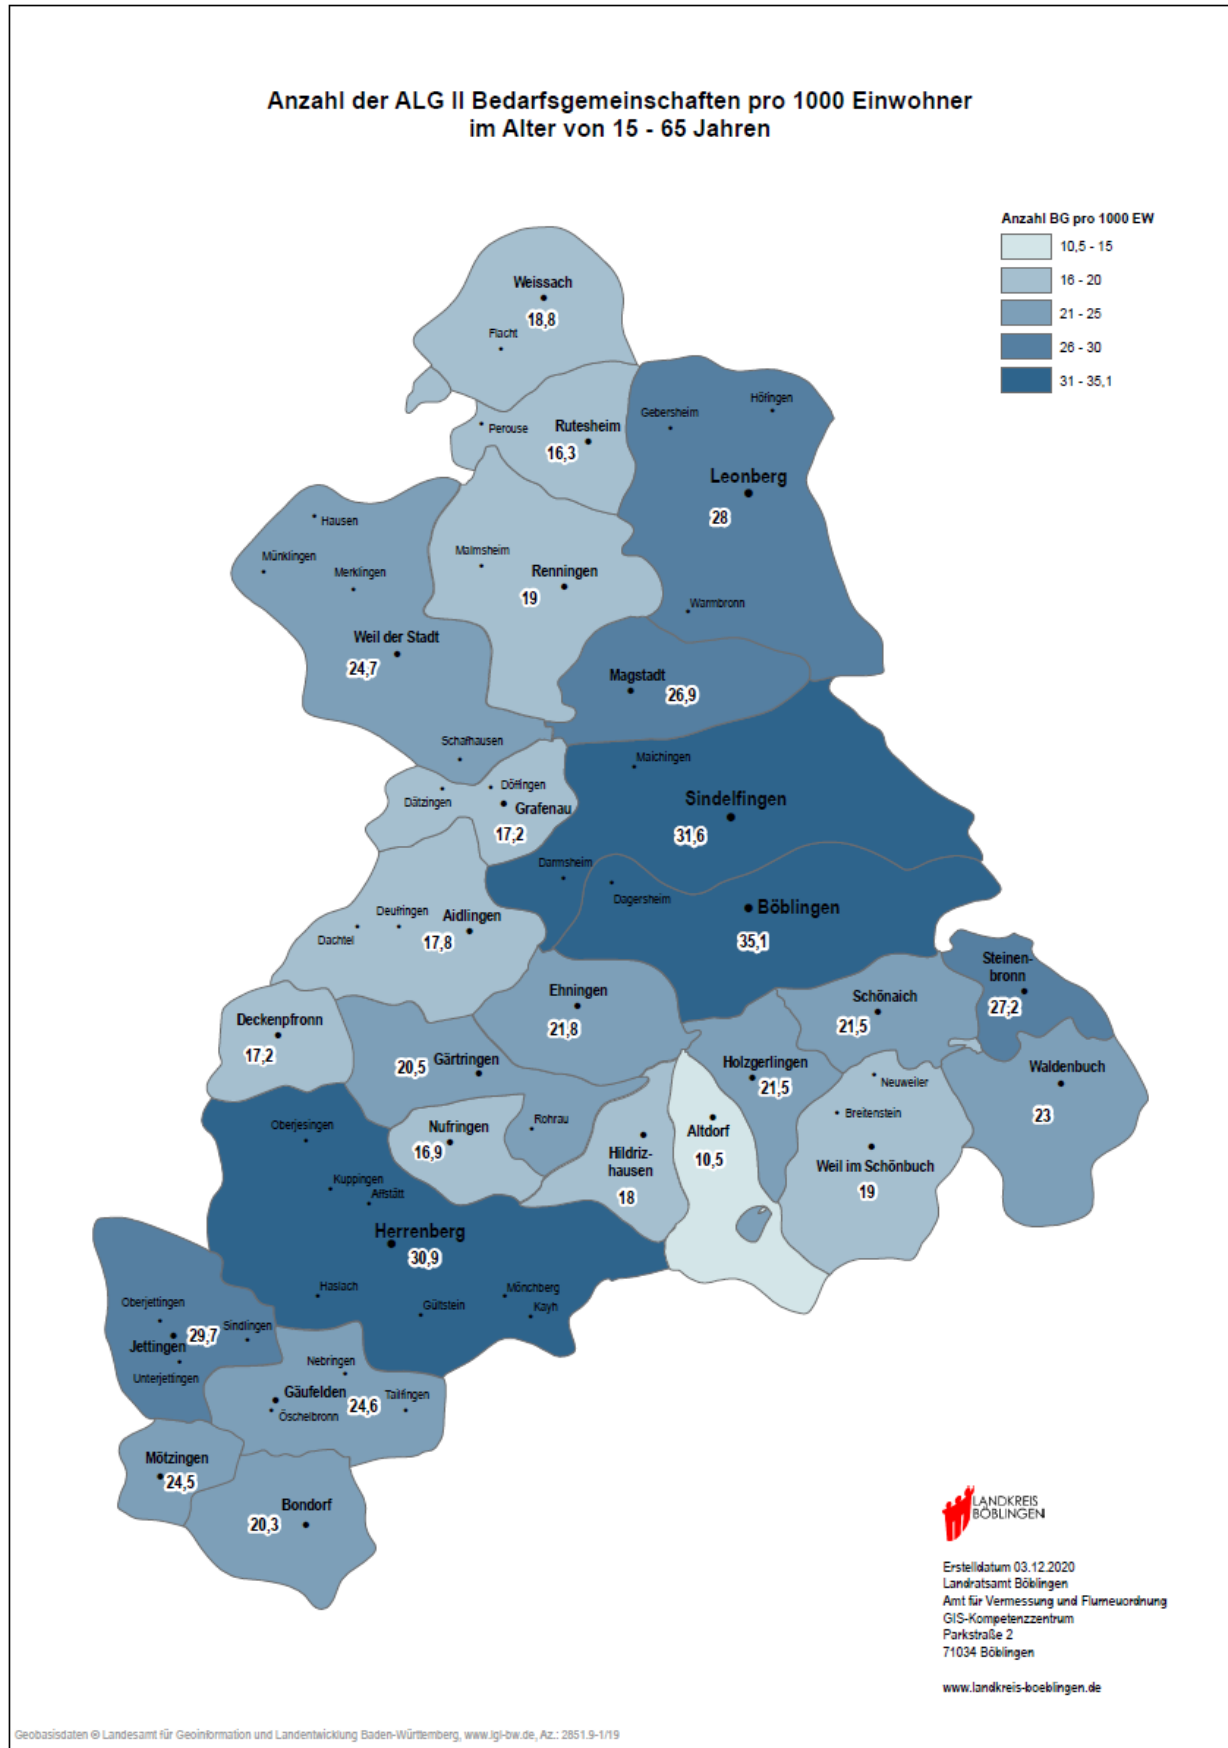 Anzahl der ALG II Bedarfsgemeinschaften pro 1000 Einwohner
im Alter von 15 - 65 Jahren
Anzahl BG pro 1000 EW
10,5 - 15
16 - 20
21 - 25
26 - 30
31 - 35,1
Weissach
18,8
Flacht
Perouse
Rutesheim
16,3
Gebersheim
Höfingen
Leonberg
28
Warmbronn
Hausen
Münklingen
Merklingen
Weil der Stadt
24,7
Schafhausen
Malmsheim
Renningen
19
Magstadt
26,9
Maichingen
Sindelfingen
31,6
Darmsheim
Dätzingen
Döffingen
Grafenau
17,2
Dagersheim
Böblingen
35,1
Deufringen
Dachtel
Aidlingen
17,8
Ehningen
21,8
Schönaich
21,5
Steinen-
bronn
27,2
Waldenbuch
23
Deckenpfronn
17,2
Gärtringen
20,5
Rohrau
Nufringen
16,9
Holzgerlingen
21,5
Neuweiler
Breitenstein
Weil im Schönbuch
19
Altdorf
10,5
Hildriz-
hausen
18
Oberjesingen
Kuppingen
Affstätt
Herrenberg
30,9
Haslach
Gültstein
Mönchberg
Kayh
Oberjettingen
29,7
Sindlingen
Jettingen
Unterjettingen
Nebringen
Gäufelden
24,6
Tailfingen
Öschelbronn
Mötzingen
24,5
Bondorf
20,3
LANDKREIS
BÖBLINGEN
Erstelldatum 03.12.2020
Landratsamt Böblingen
Amt für Vermessung und Flurneuordnung
GIS-Kompetenzzentrum
Parkstraße 2
71034 Böblingen
www.landkreis-boeblingen.de
Geobasisdaten © Landesamt für Geoinformation und Landentwicklung Baden-Württemberg, www.lgl-bw.de, Az.: 2851.9-1/19